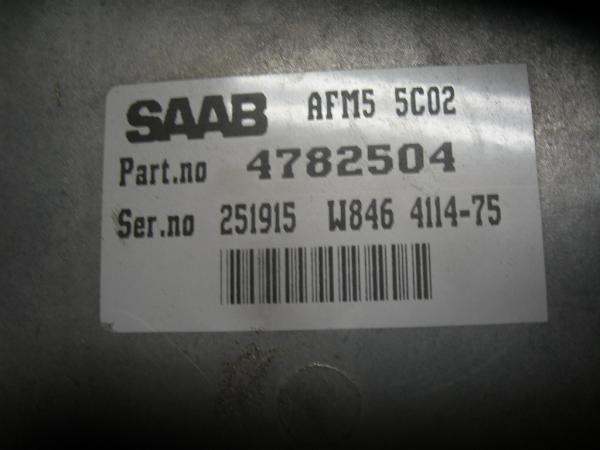 SAAB AFM5 5C02
Part.no 4782504
Ser.no 251915 W846 4114-75